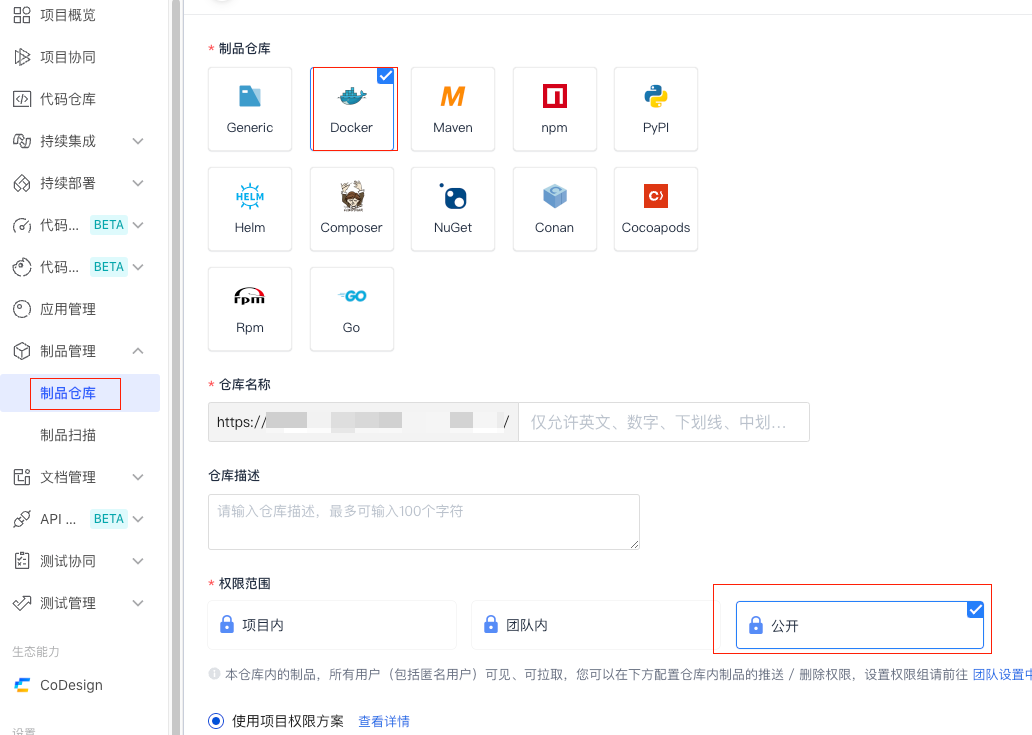 项目概览
项目协同
代码仓库
持续集成
持续部署
代码... BETA
代码... BETA
应用管理
制品管理
制品仓库
制品扫描
文档管理
API ... BETA
测试协同
测试管理
生态能力
CoDesign
设置
* 制品仓库
Generic
Docker
Maven
npm
PyPI
HELM
Helm
Composer
NuGet
Conan
Cocoapods
rpm
Rpm
GO
Go
* 仓库名称
https:// /
仅允许英文、数字、下划线、中划...
仓库描述
请输入仓库描述，最多可输入100个字符
* 权限范围
项目内
团队内
公开
本仓库内的制品，所有用户（包括匿名用户）可见、可拉取，您可以在下方配置仓库内制品的推送 / 删除权限，设置权限组请前往 团队设置中
使用项目权限方案 查看详情